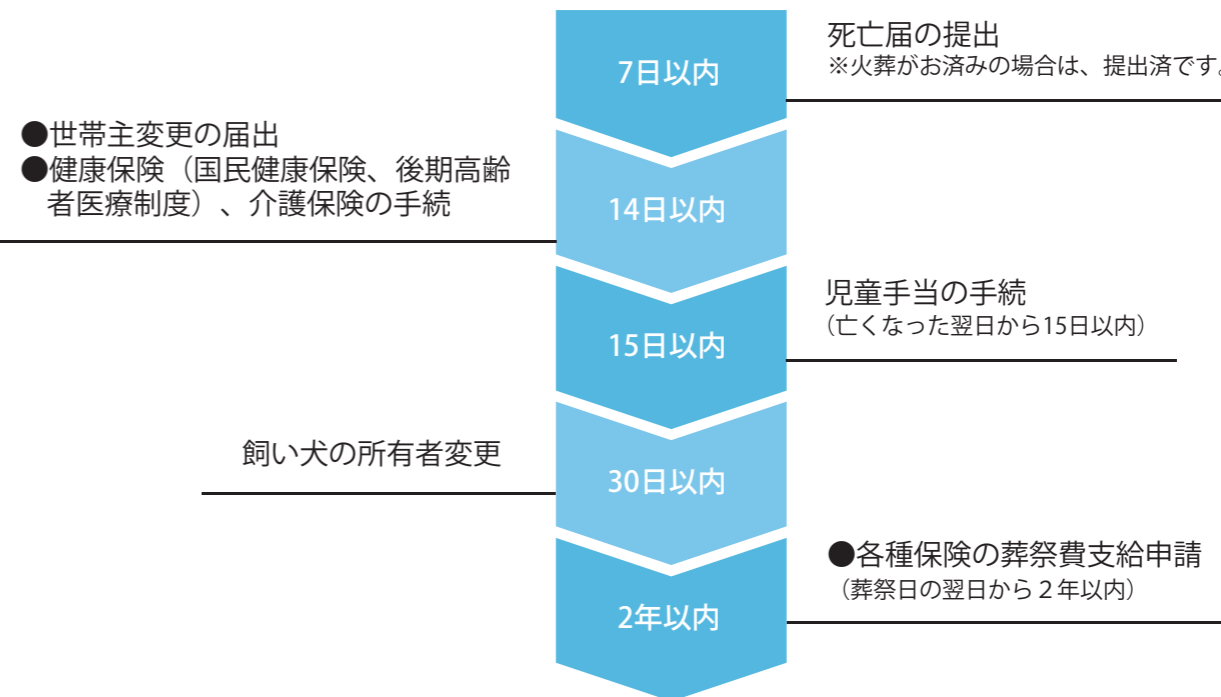 7日以内
死亡届の提出
※火葬がお済みの場合は、提出済です。
●世帯主変更の届出
●健康保険（国民健康保険、後期高齢
者医療制度）、介護保険の手続
14日以内
児童手当の手続
（亡くなった翌日から15日以内）
15日以内
飼い犬の所有者変更
30日以内
●各種保険の葬祭費支給申請
（葬祭日の翌日から２年以内）
2年以内